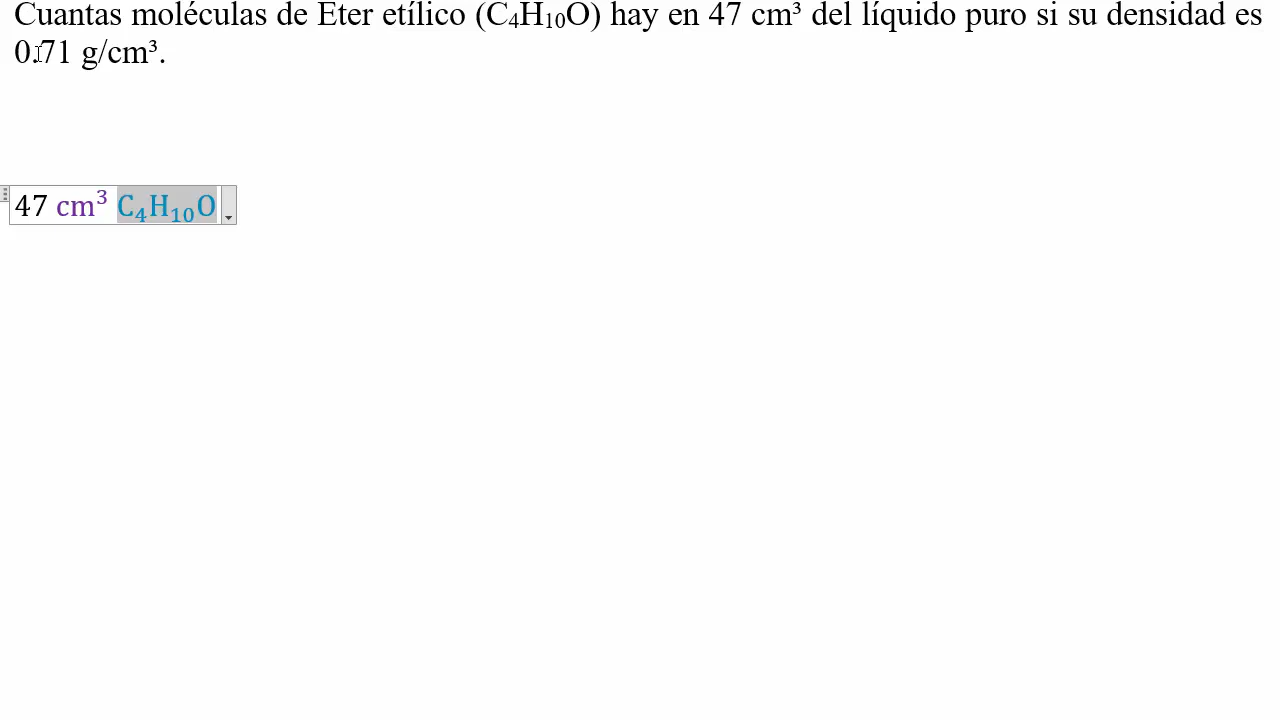 Cuantas moléculas de Eter etílico (C₄H₁₀O) hay en 47 cm³ del líquido puro si su densidad es
0.71 g/cm³.
47 cm³ C₄H₁₀O